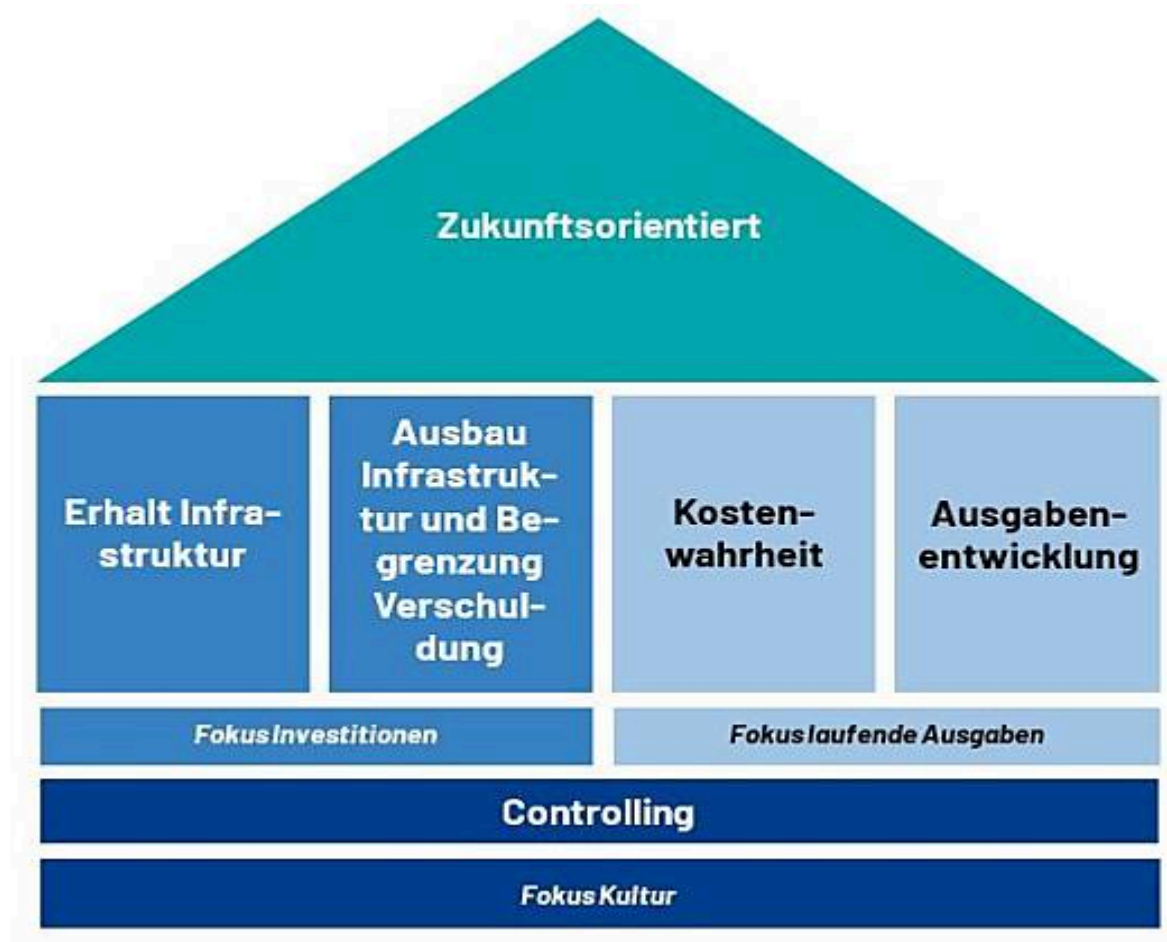 Zukunftsorientiert
Erhalt Infra-
struktur
Ausbau
Infrastruk-
tur und Be-
grenzung
Verschul-
dung
Kosten-
wahrheit
Ausgaben-
entwicklung
Fokus Investitionen
Fokus laufende Ausgaben
Controlling
Fokus Kultur